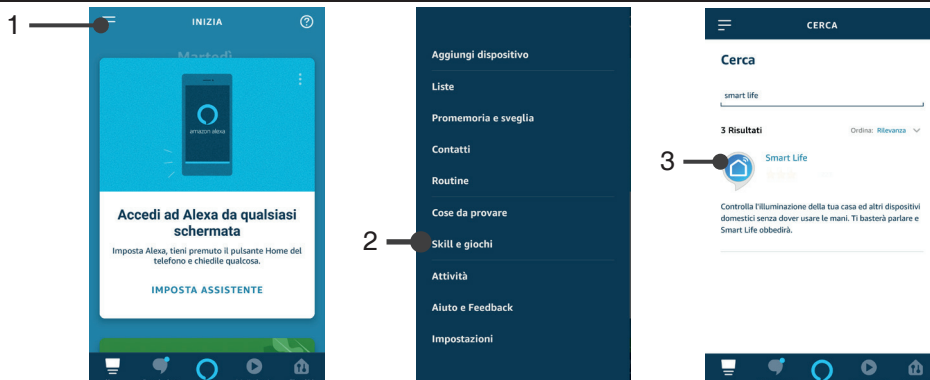 1
INIZIA
Martedì
amazon alexa
Accedi ad Alexa da qualsiasi
schermata
Imposta Alexa, tieni premuto il pulsante Home del
telefono e chiedile qualcosa.
IMPOSTA ASSISTENTE
2
Aggiungi dispositivo
Liste
Promemoria e sveglia
Contatti
Routine
Cose da provare
Skill e giochi
Attività
Aiuto e Feedback
Impostazioni
3
CERCA
Cerca
smart life
3 Risultati Ordina: Rilevanza
Smart Life
Controlla l'illuminazione della tua casa ed altri dispositivi
domestici senza dover usare le mani. Ti basterà parlare e
Smart Life obbedirà.